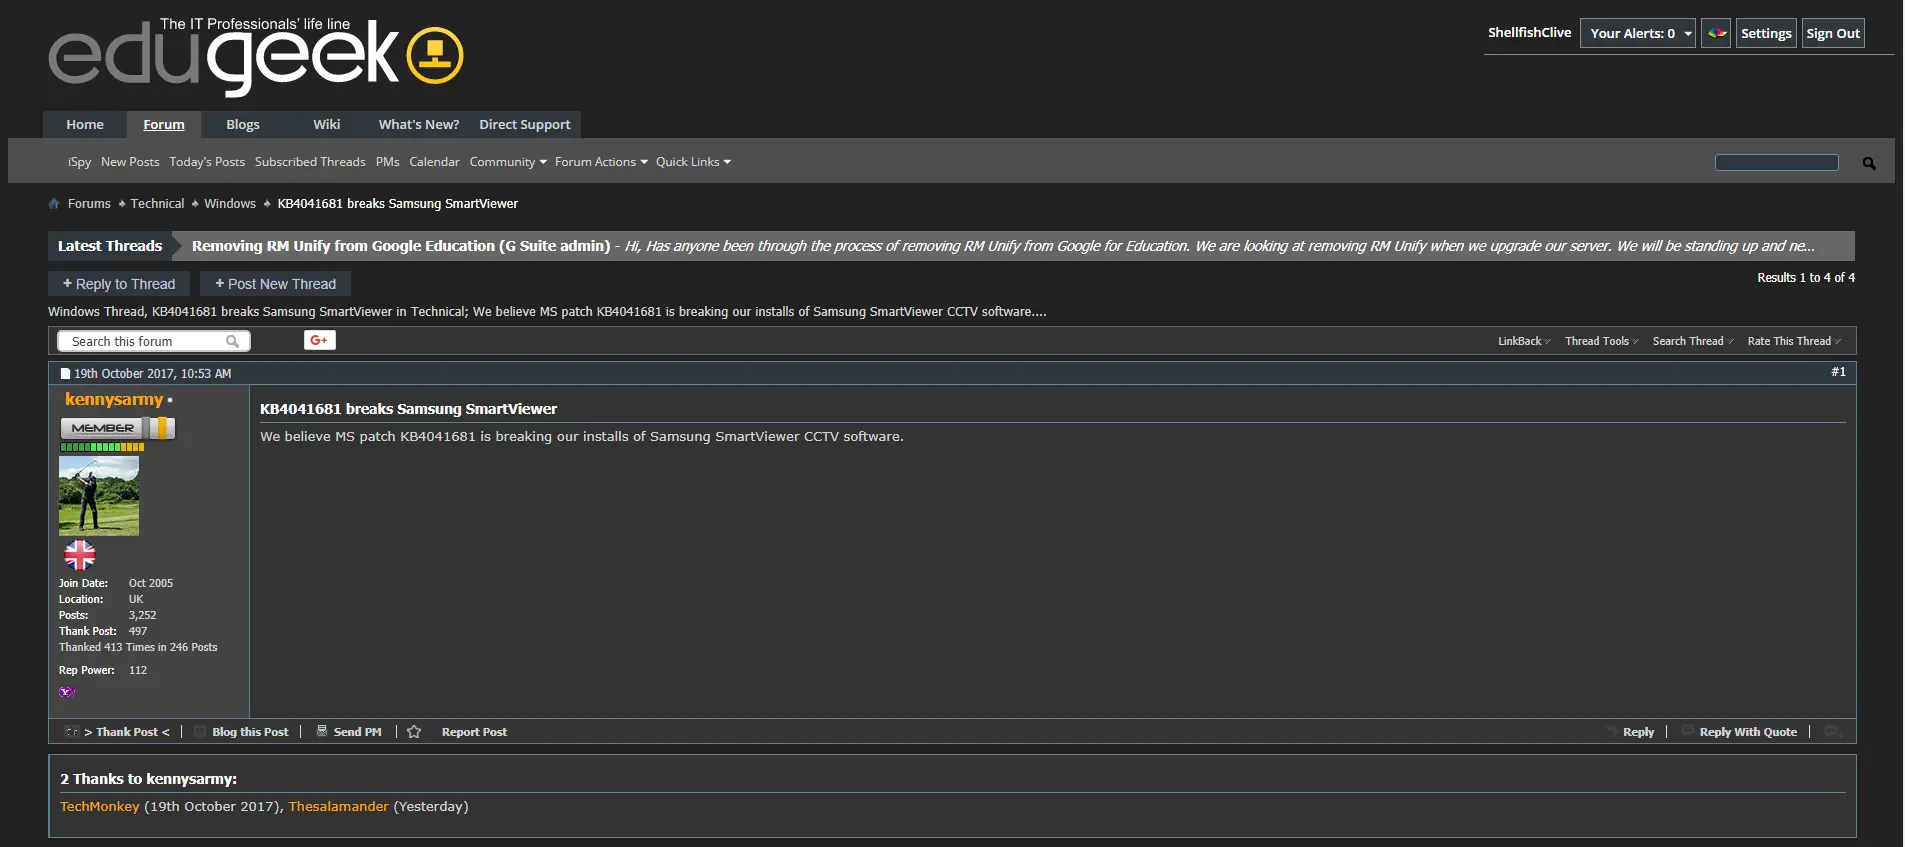 The IT Professionals' life line
edugeek
ShellfishClive Your Alerts: 0 Settings Sign Out
Home Forum Blogs Wiki What's New? Direct Support
iSpy New Posts Today's Posts Subscribed Threads PMs Calendar Community Forum Actions Quick Links
Forums Technical Windows KB4041681 breaks Samsung SmartViewer
Latest Threads Removing RM Unify from Google Education (G Suite admin) - Hi, Has anyone been through the process of removing RM Unify from Google for Education. We are looking at removing RM Unify when we upgrade our server. We will be standing up and ne...
+ Reply to Thread + Post New Thread Results 1 to 4 of 4
Windows Thread, KB4041681 breaks Samsung SmartViewer in Technical; We believe MS patch KB4041681 is breaking our installs of Samsung SmartViewer CCTV software....
Search this forum G+ LinkBack Thread Tools Search Thread Rate This Thread
19th October 2017, 10:53 AM #1
kennysarmy
MEMBER
KB4041681 breaks Samsung SmartViewer
We believe MS patch KB4041681 is breaking our installs of Samsung SmartViewer CCTV software.
Join Date: Oct 2005
Location: UK
Posts: 3,252
Thank Post: 497
Thanked 413 Times in 246 Posts
Rep Power: 112
Y!
> Thank Post < | Blog this Post | Send PM | Report Post Reply | Reply With Quote |
2 Thanks to kennysarmy:
TechMonkey (19th October 2017), Thesalamander (Yesterday)